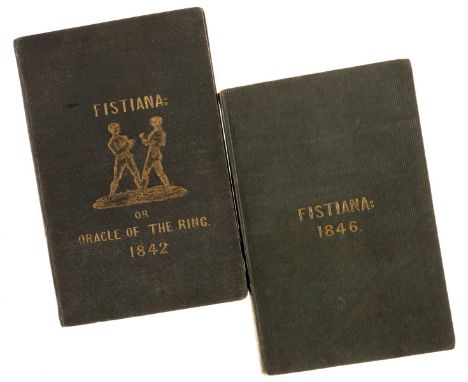 FISTIANA:
OR
ORACLE OF THE RING.
1842
FISTIANA:
1846.